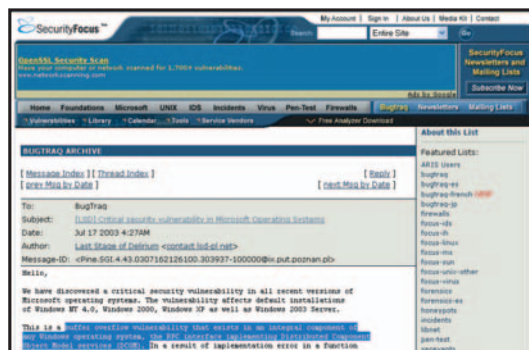 My Account | Sign in | About Us | Media Kit | Contact
SecurityFocus™
Search: Entire Site Go
OpenSSL Security Scan
Have your computer or network scanned for 1,700+ vulnerabilities.
www.networkscanning.com
Ads by Google
SecurityFocus
Newsletters and
Mailing Lists
Subscribe Now
Home Foundations Microsoft UNIX IDS Incidents Virus Pen-Test Firewalls Bugtraq Newsletters Mailing Lists
Vulnerabilities Library Calendar Tools Service Vendors Free Analyzer Download
BUGTRAQ ARCHIVE
[ Message Index ] [ Thread Index ] [ Reply ]
[ prev Msg by Date ] [ next Msg by Date ]
To: BugTraq
Subject: [LSD] Critical security vulnerability in Microsoft Operating Systems
Date: Jul 17 2003 4:27AM
Author: Last Stage of Delirium <contact lsd-pl net>
Message-ID: <Pine.SGI.4.43.0307162126100.303937-100000@ix.put.poznan.pl>
Hello,
We have discovered a critical security vulnerability in all recent versions of
Microsoft operating systems. The vulnerability affects default installations
of Windows NT 4.0, Windows 2000, Windows XP as well as Windows 2003 Server.
This is a buffer overflow vulnerability that exists in an integral component of
any Windows operating system, the RPC interface implementing Distributed Component
Object Model services (DCOM). In a result of implementation error in a function
About this List
Featured Lists:
ARIS Users
bugtraq
bugtraq-es
bugtraq-french
bugtraq-jp
firewalls
focus-ids
focus-ih
focus-linux
focus-ms
focus-sun
focus-unix-other
focus-virus
forensics
forensics-es
honeypots
incidents
libnet
pen-test